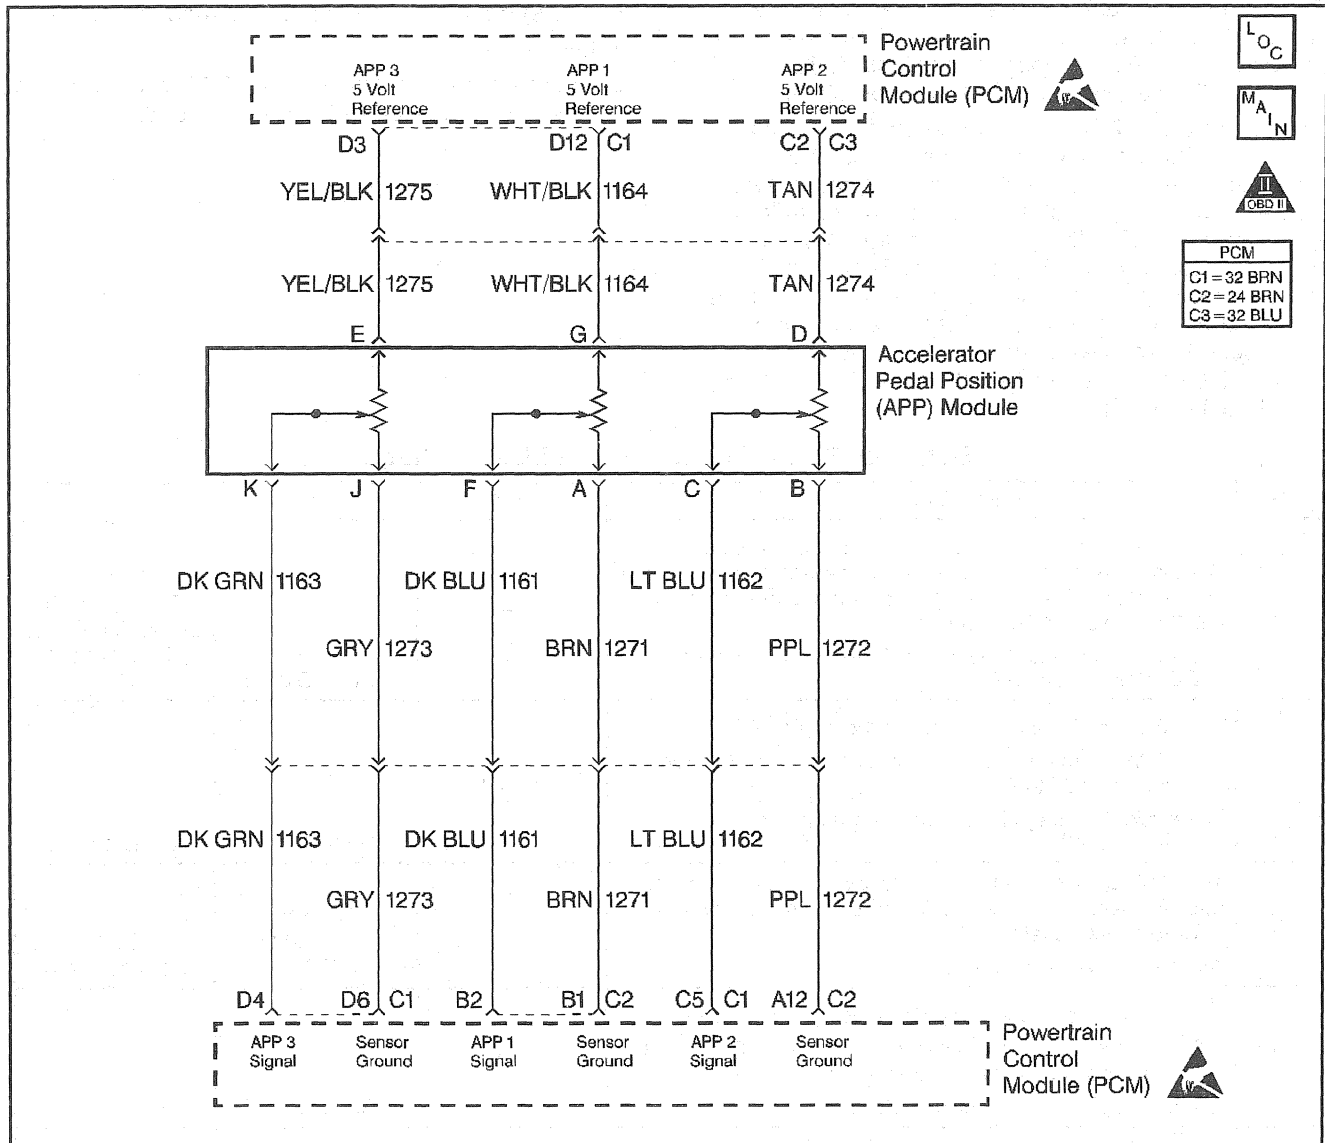 Powertrain
Control
Module (PCM)
LOC
MAIN
II
OBD II
APP 3
5 Volt
Reference
APP 1
5 Volt
Reference
APP 2
5 Volt
Reference
D3 D12 C1 C2 C3
YEL/BLK 1275 WHT/BLK 1164 TAN 1274
PCM
C1=32 BRN
C2=24 BRN
C3=32 BLU
YEL/BLK 1275 WHT/BLK 1164 TAN 1274
E G D
Accelerator
Pedal Position
(APP) Module
K J F A C B
DK GRN 1163 DK BLU 1161 LT BLU 1162
GRY 1273 BRN 1271 PPL 1272
DK GRN 1163 DK BLU 1161 LT BLU 1162
GRY 1273 BRN 1271 PPL 1272
D4 D6 C1 B2 B1 C2 C5 C1 A12 C2
APP 3
Signal
Sensor
Ground
APP 1
Signal
Sensor
Ground
APP 2
Signal
Sensor
Ground
Powertrain
Control
Module (PCM)